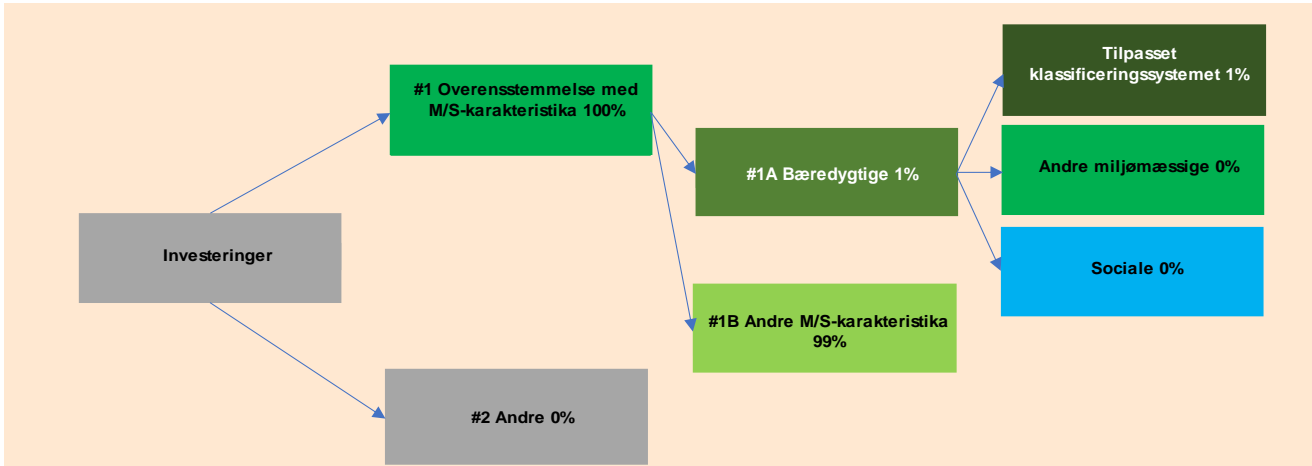 Investeringer
#1 Overensstemmelse med
M/S-karakteristika 100%
#2 Andre 0%
#1A Bæredygtige 1%
#1B Andre M/S-karakteristika
99%
Tilpasset
klassificeringssystemet 1%
Andre miljømæssige 0%
Sociale 0%